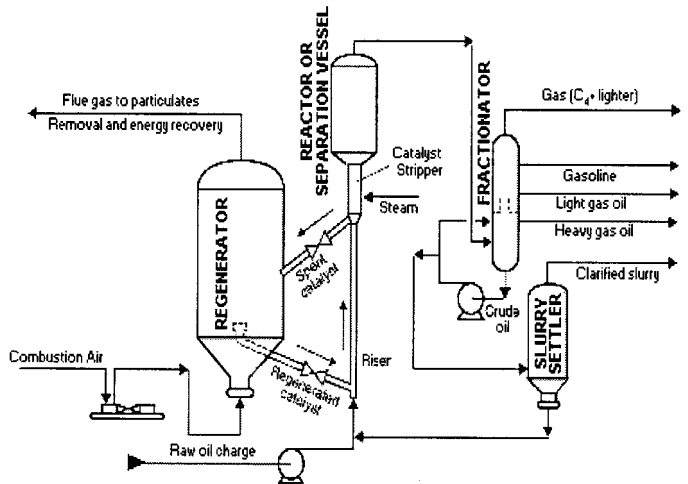 REACTOR OR
SEPARATION VESSEL
Flue gas to particulates
Removal and energy recovery
FRACTIONATOR
Gas (C₄+ lighter)
Catalyst
Stripper
Steam
Gasoline
Light gas oil
Heavy gas oil
REGENERATOR
Spent
catalyst
Clarified slurry
Crude
oil
SLURRY
SETTLER
Combustion Air
Riser
Regenerated
catalyst
Raw oil charge